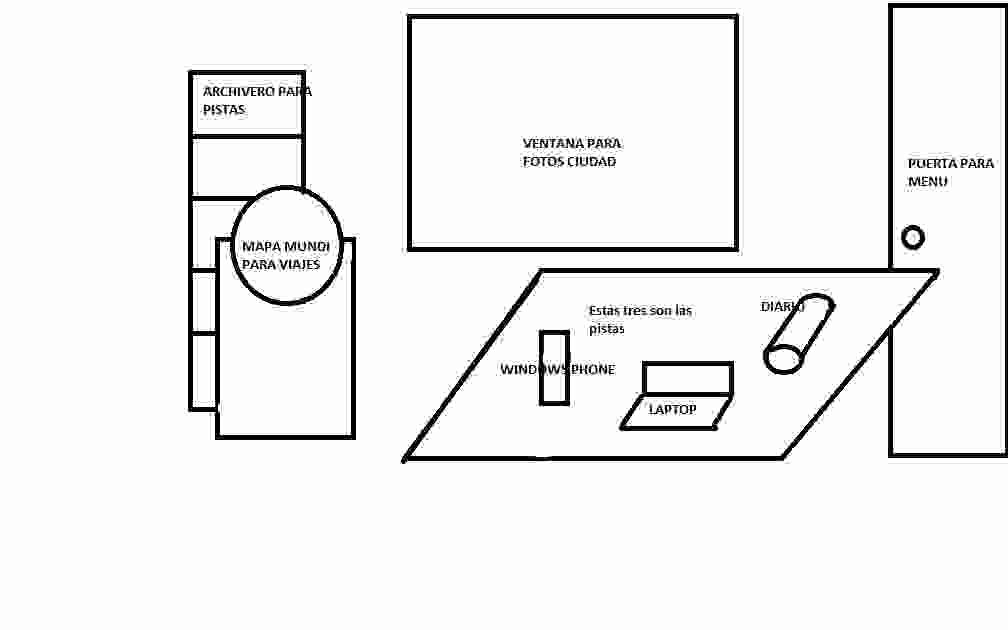 ARCHIVERO PARA
PISTAS
VENTANA PARA
FOTOS CIUDAD
PUERTA PARA
MENU
MAPA MUNDI
PARA VIAJES
Estas tres son las
pistas
DIARIO
WINDOWS PHONE
LAPTOP